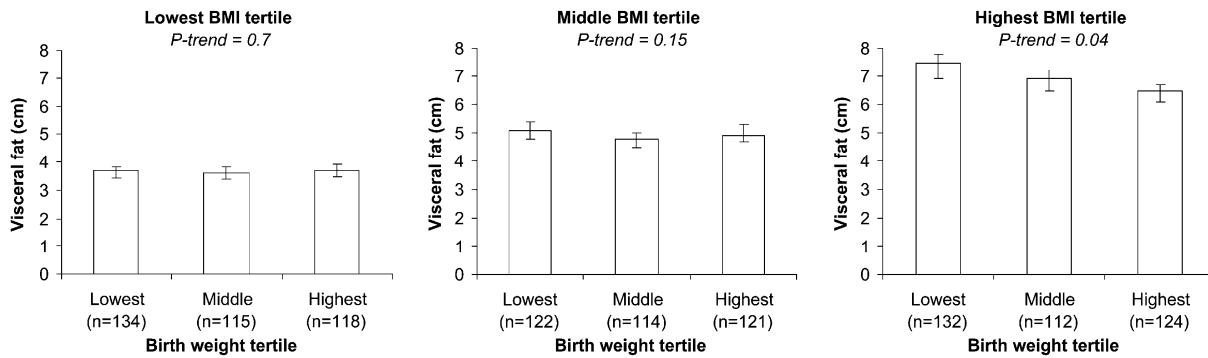 Lowest BMI tertile
P-trend = 0.7
Visceral fat (cm)
8
7
6
5
4
3
2
1
0
Lowest Middle Highest
(n=134) (n=115) (n=118)
Birth weight tertile
Middle BMI tertile
P-trend = 0.15
Visceral fat (cm)
8
7
6
5
4
3
2
1
0
Lowest Middle Highest
(n=122) (n=114) (n=121)
Birth weight tertile
Highest BMI tertile
P-trend = 0.04
Visceral fat (cm)
8
7
6
5
4
3
2
1
0
Lowest Middle Highest
(n=132) (n=112) (n=124)
Birth weight tertile